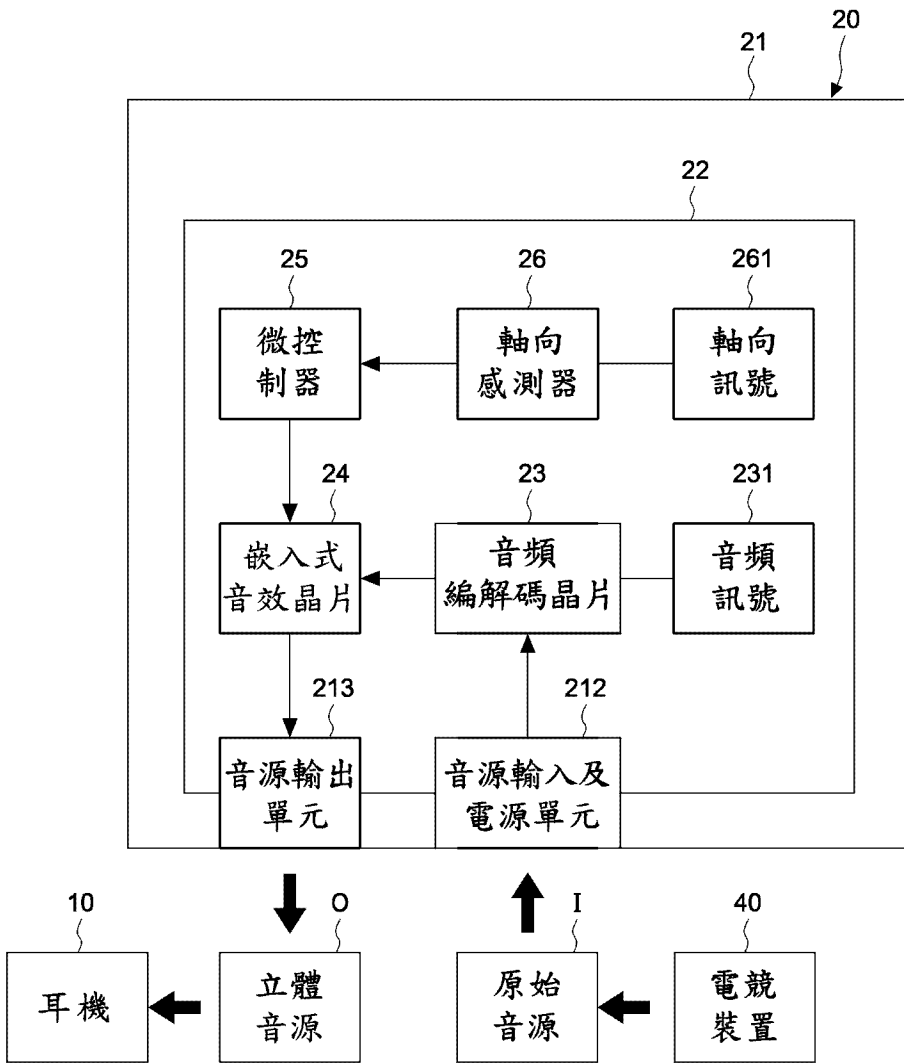 20
21
22
25
26
261
微控
制器
軸向
感測器
軸向
訊號
24
23
231
嵌入式
音效晶片
音頻
編解碼晶片
音頻
訊號
213
212
音源輸出
單元
音源輸入及
電源單元
10
O
I
40
耳機
立體
音源
原始
音源
電競
裝置